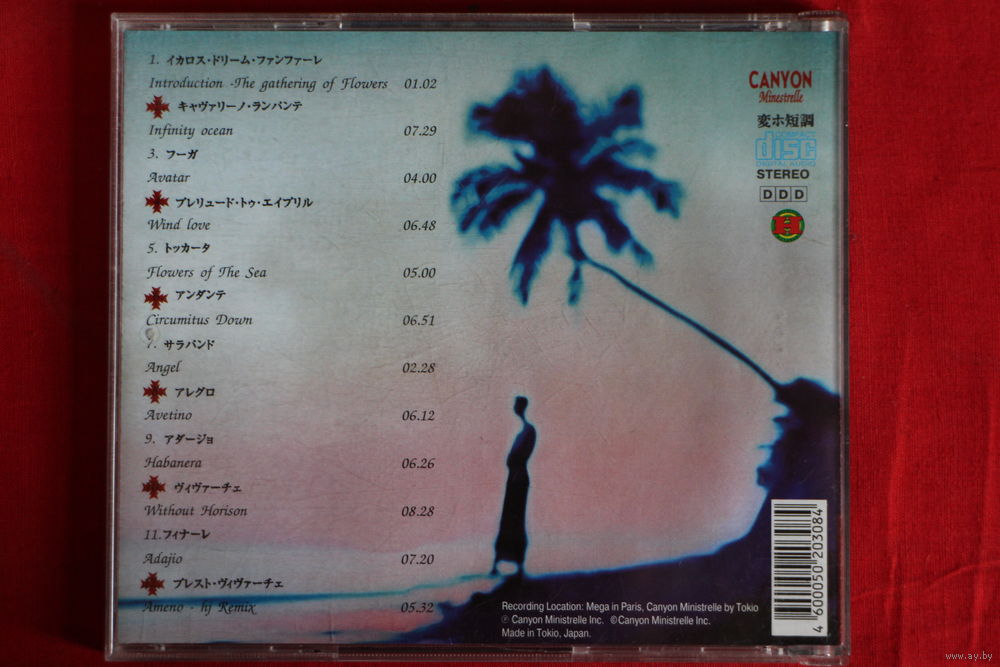 1. イカロス・ドリーム・ファンファーレ
Introduction -The gathering of Flowers 01.02
キャヴァリーノ・ランパンテ
Infinity ocean 07.29
3. フーガ
Avatar 04.00
プレリュード・トゥ・エイプリル
Wind love 06.48
5. トッカータ
Flowers of The Sea 05.00
アンダンテ
Circumitus Down 06.51
7. サラバンド
Angel 02.28
アレグロ
Avetino 06.12
9. アダージョ
Habanera 06.26
ヴィヴァーチェ
Without Horison 08.28
11.フィナーレ
Adajio 07.20
プレスト・ヴィヴァーチェ
Ameno - hj Remix 05.32
CANYON
Minestrelle
変ホ短調
COMPACT
disc
DIGITAL AUDIO
STEREO
DDD
H
Recording Location: Mega in Paris, Canyon Ministrelle by Tokio
℗ Canyon Ministrelle Inc. © Canyon Ministrelle Inc.
Made in Tokio, Japan.
4 600050 203084
www.ay.by